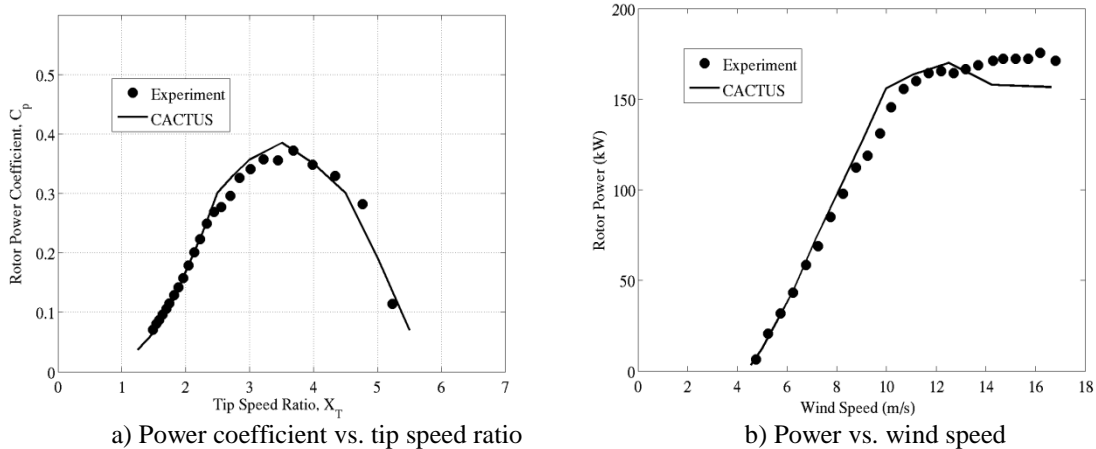 0.5
0.4
0.3
0.2
0.1
0
0 1 2 3 4 5 6 7
Rotor Power Coefficient, C_p
Tip Speed Ratio, X_T
Experiment
CACTUS
a) Power coefficient vs. tip speed ratio
200
150
100
50
0
0 2 4 6 8 10 12 14 16 18
Rotor Power (kW)
Wind Speed (m/s)
Experiment
CACTUS
b) Power vs. wind speed